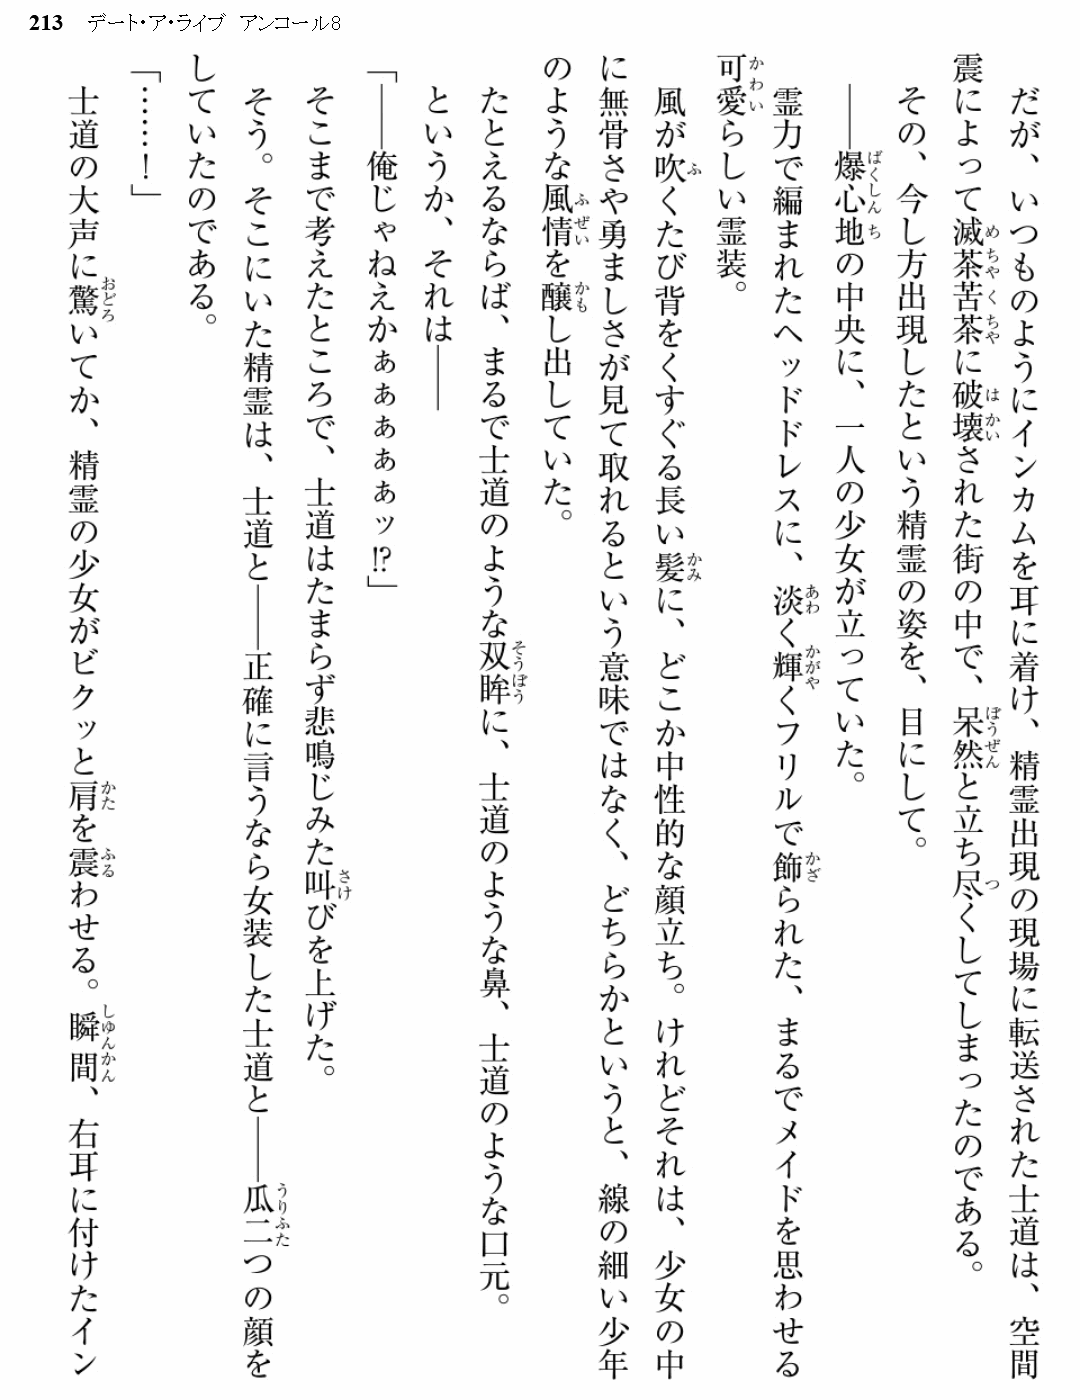 213 デート・ア・ライブ アンコール8
だが、いつものようにインカムを耳に着け、精霊出現の現場に転送された士道は、空間
震によって滅茶苦茶に破壊された街の中で、呆然と立ち尽くしてしまったのである。
その、今し方出現したという精霊の姿を、目にして。
――爆心地の中央に、一人の少女が立っていた。
霊力で編まれたヘッドドレスに、淡く輝くフリルで飾られた、まるでメイドを思わせる
可愛らしい霊装。
風が吹くたび背をくすぐる長い髪に、どこか中性的な顔立ち。けれどそれは、少女の中
に無骨さや勇ましさが見て取れるという意味ではなく、どちらかというと、線の細い少年
のような風情を醸し出していた。
たとえるならば、まるで士道のような双眸に、士道のような鼻、士道のような口元。
というか、それは――
「――俺じゃねえかぁぁぁぁぁッ!?」
そこまで考えたところで、士道はたまらず悲鳴じみた叫びを上げた。
そう。そこにいた精霊は、士道と――正確に言うなら女装した士道と――瓜二つの顔を
していたのである。
「……！」
士道の大声に驚いてか、精霊の少女がビクッと肩を震わせる。瞬間、右耳に付けたイン